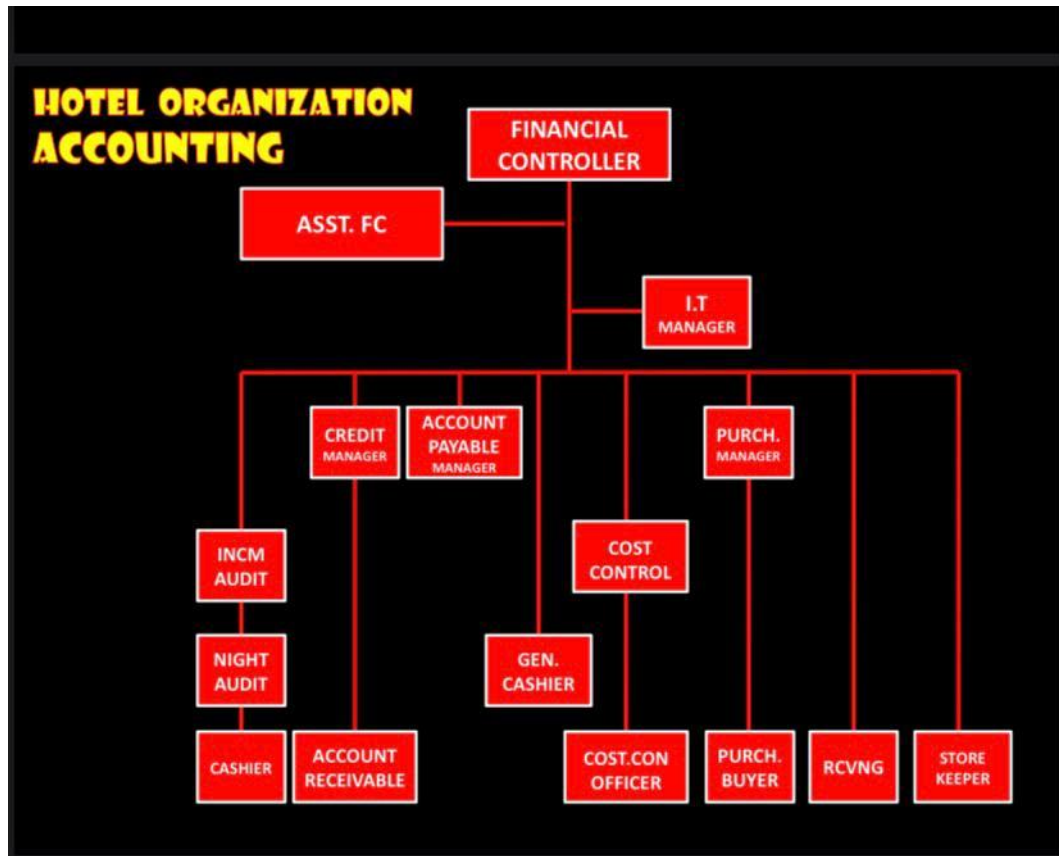 HOTEL ORGANIZATION
ACCOUNTING
FINANCIAL
CONTROLLER
ASST. FC
I.T
MANAGER
CREDIT
MANAGER
ACCOUNT
PAYABLE
MANAGER
PURCH.
MANAGER
INCM
AUDIT
COST
CONTROL
NIGHT
AUDIT
GEN.
CASHIER
CASHIER
ACCOUNT
RECEIVABLE
COST.CON
OFFICER
PURCH.
BUYER
RCVNG
STORE
KEEPER